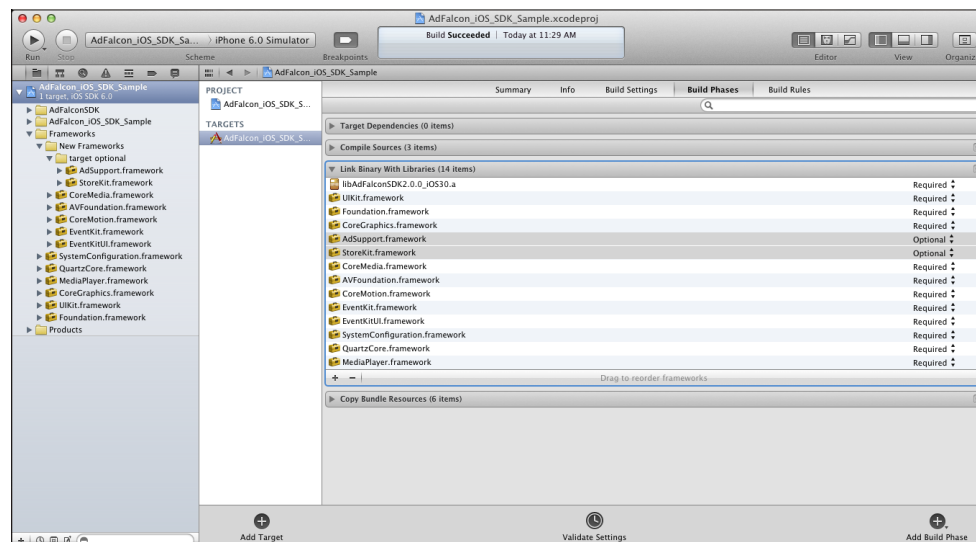 AdFalcon_iOS_SDK_Sample.xcodeproj
AdFalcon_iOS_SDK_Sa... iPhone 6.0 Simulator
Build Succeeded | Today at 11:29 AM
Run Stop Scheme Breakpoints Editor View Organiz
AdFalcon_iOS_SDK_Sample
AdFalcon_iOS_SDK_Sample
1 target, iOS SDK 6.0
AdFalconSDK
AdFalcon_iOS_SDK_Sample
Frameworks
New Frameworks
target optional
AdSupport.framework
StoreKit.framework
CoreMedia.framework
AVFoundation.framework
CoreMotion.framework
EventKit.framework
EventKitUI.framework
SystemConfiguration.framework
QuartzCore.framework
MediaPlayer.framework
CoreGraphics.framework
UIKit.framework
Foundation.framework
Products
PROJECT
AdFalcon_iOS_SDK_S...
TARGETS
AdFalcon_iOS_SDK_S...
Summary Info Build Settings Build Phases Build Rules
Target Dependencies (0 items)
Compile Sources (3 items)
Link Binary With Libraries (14 items)
libAdFalconSDK2.0.0_iOS30.a Required
UIKit.framework Required
Foundation.framework Required
CoreGraphics.framework Required
AdSupport.framework Optional
StoreKit.framework Optional
CoreMedia.framework Required
AVFoundation.framework Required
CoreMotion.framework Required
EventKit.framework Required
EventKitUI.framework Required
SystemConfiguration.framework Required
QuartzCore.framework Required
MediaPlayer.framework Required
Drag to reorder frameworks
Copy Bundle Resources (6 items)
Add Target Validate Settings Add Build Phase